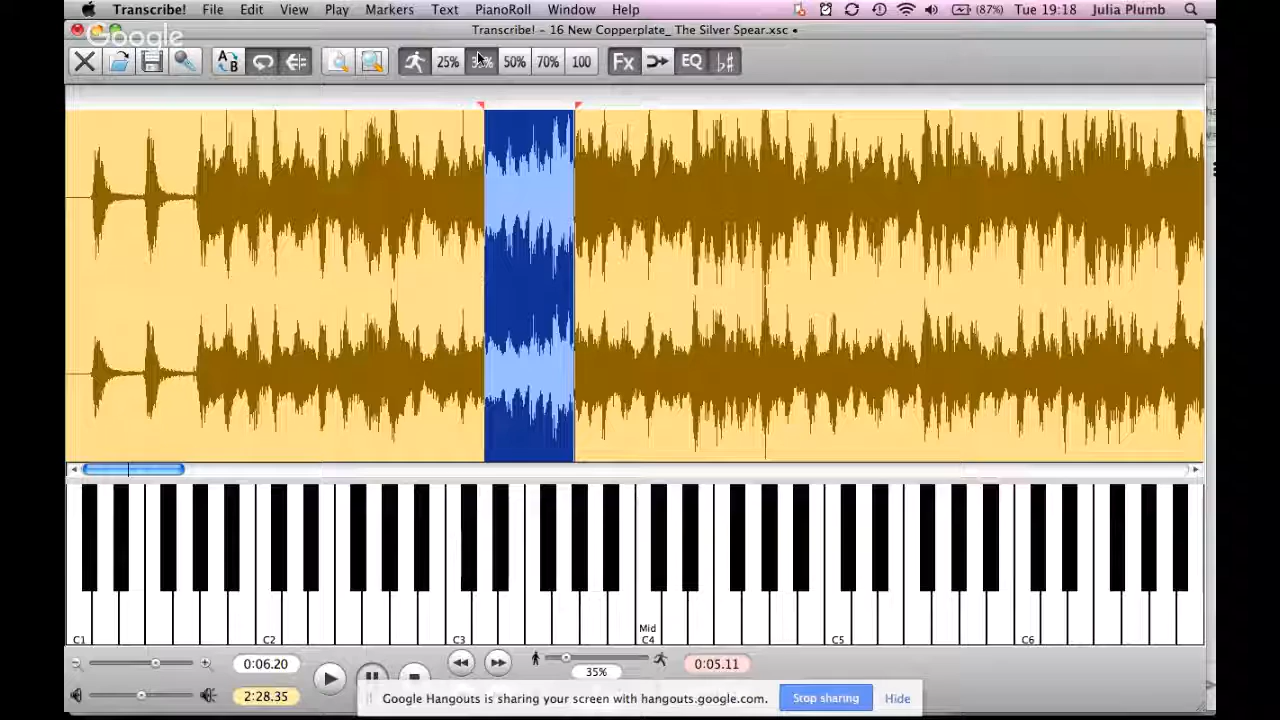 Transcribe! File Edit View Play Markers Text PianoRoll Window Help (87%) Tue 19:18 Julia Plumb
Google
Transcribe! - 16 New Copperplate_ The Silver Spear.xsc •
A B 25% 35% 50% 70% 100 Fx EQ ♭♯
Mid
C1 C2 C3 C4 C5 C6
0:06.20 35% 0:05.11
2:28.35
Google Hangouts is sharing your screen with hangouts.google.com. Stop sharing Hide